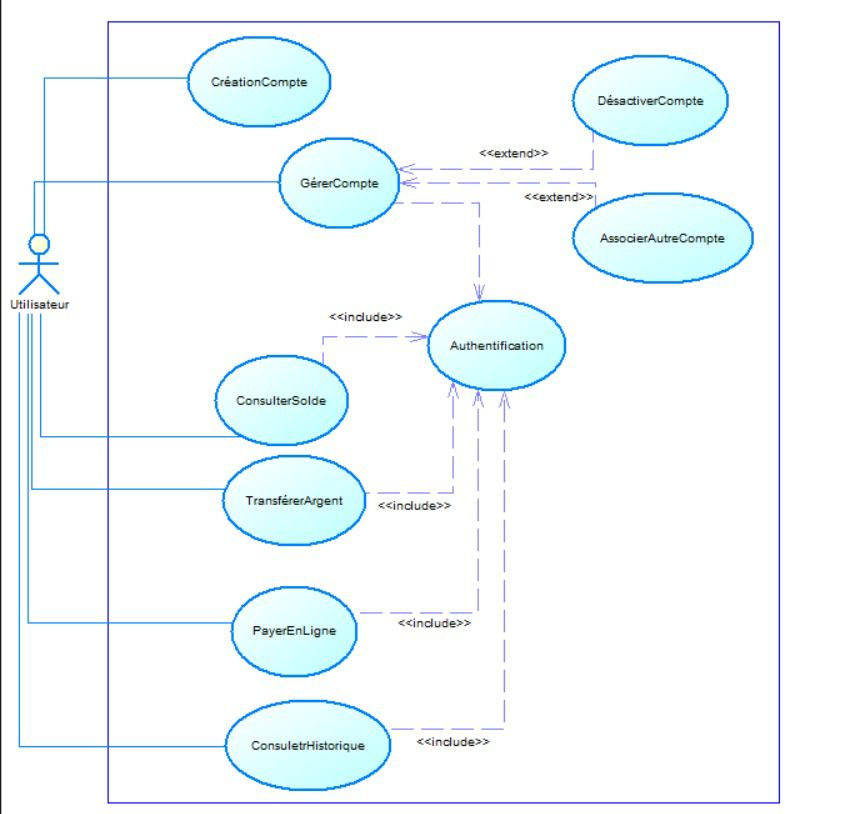 CréationCompte
DésactiverCompte
<<extend>>
GérerCompte
<<extend>>
AssocierAutreCompte
Utilisateur
<<include>>
Authentification
ConsulterSolde
TransférerArgent
<<include>>
PayerEnLigne
<<include>>
ConsuletrHistorique
<<include>>